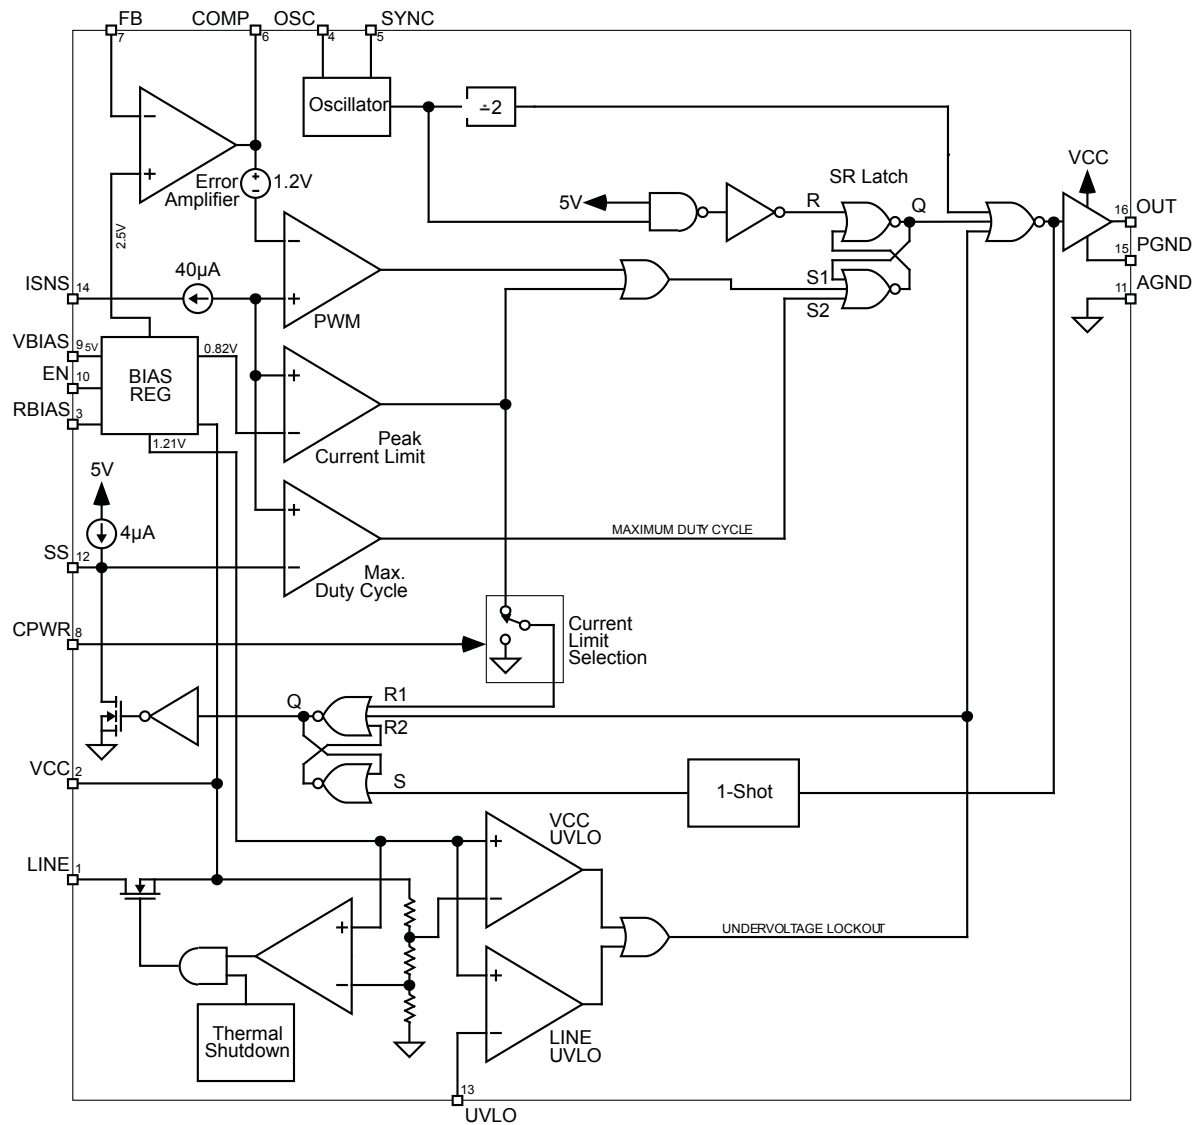 FB
COMP
OSC
SYNC
7
6
4
5
Oscillator
÷2
VCC
Error
Amplifier
1.2V
SR Latch
5V
R
Q
16
OUT
2.5V
15
PGND
ISNS
14
40µA
PWM
S1
S2
11
AGND
VBIAS
9
5V
0.82V
EN
10
BIAS
REG
RBIAS
3
1.21V
Peak
Current Limit
5V
4µA
MAXIMUM DUTY CYCLE
SS
12
Max.
Duty Cycle
CPWR
8
Current
Limit
Selection
Q
R1
R2
VCC
2
S
1-Shot
VCC
UVLO
LINE
1
UNDERVOLTAGE LOCKOUT
Thermal
Shutdown
LINE
UVLO
13
UVLO